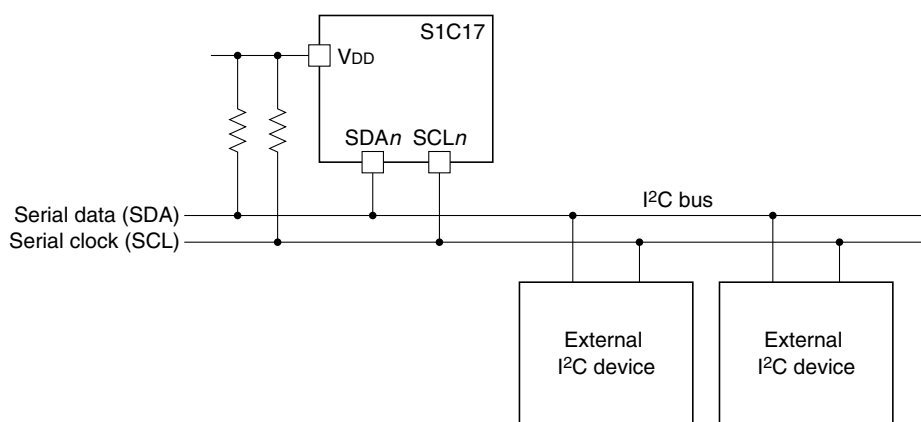 S1C17
VDD
SDAn SCLn
I²C bus
Serial data (SDA)
Serial clock (SCL)
External
I²C device
External
I²C device